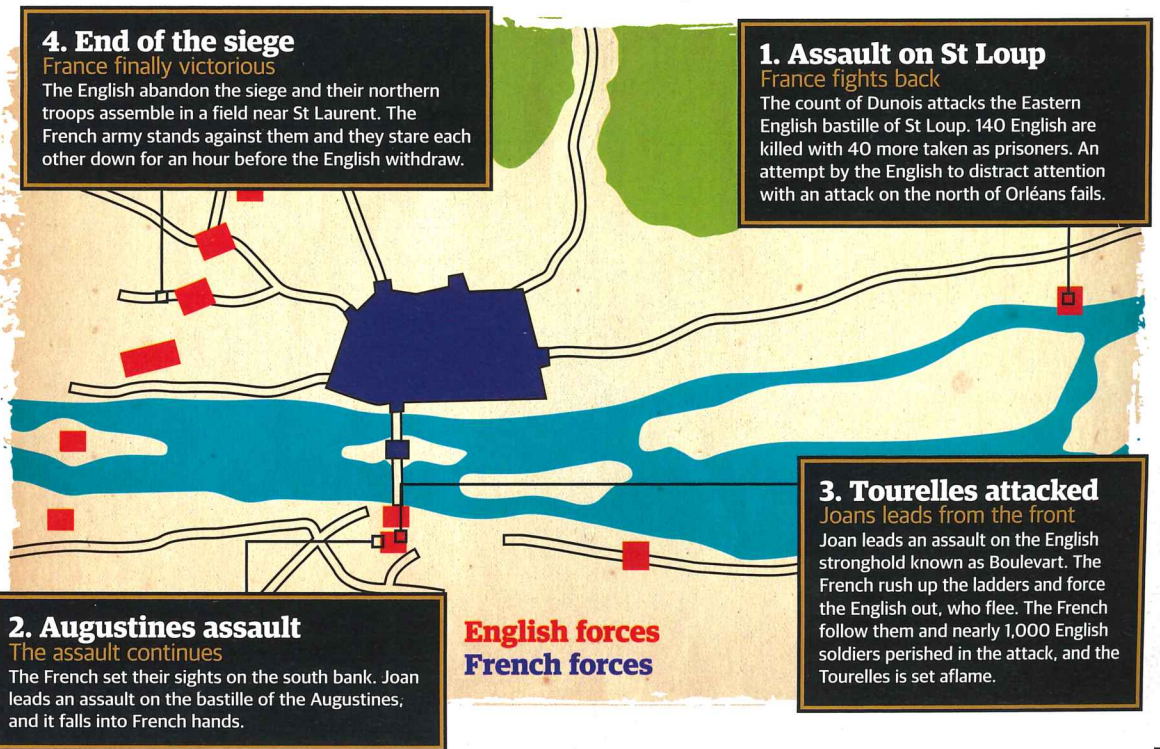 4. End of the siege
France finally victorious
The English abandon the siege and their northern
troops assemble in a field near St Laurent. The
French army stands against them and they stare each
other down for an hour before the English withdraw.
1. Assault on St Loup
France fights back
The count of Dunois attacks the Eastern
English bastille of St Loup. 140 English are
killed with 40 more taken as prisoners. An
attempt by the English to distract attention
with an attack on the north of Orléans fails.
3. Tourelles attacked
Joans leads from the front
Joan leads an assault on the English
stronghold known as Boulevart. The
French rush up the ladders and force
the English out, who flee. The French
follow them and nearly 1,000 English
soldiers perished in the attack, and the
Tourelles is set aflame.
2. Augustines assault
The assault continues
The French set their sights on the south bank. Joan
leads an assault on the bastille of the Augustines,
and it falls into French hands.
English forces
French forces